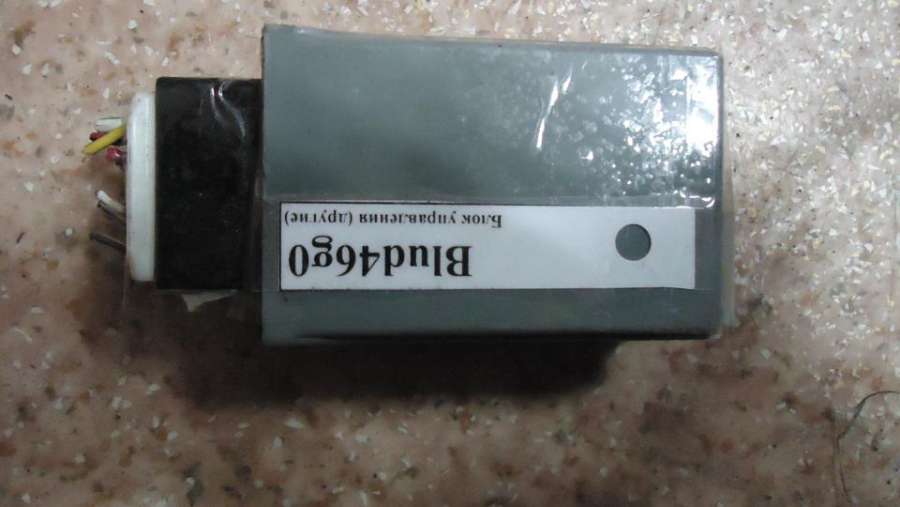 Blud46g0
Блок управления (другие)